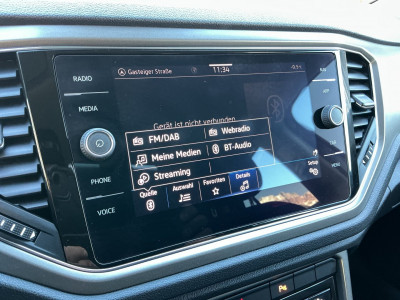 RADIO
MEDIA
PHONE
VOICE
Gasteiger Straße
11:34
Gerät ist nicht verbunden
FM/DAB
Webradio
Meine Medien
BT-Audio
Streaming
Quelle
Auswahl
Favoriten
Details
Setup
MENU